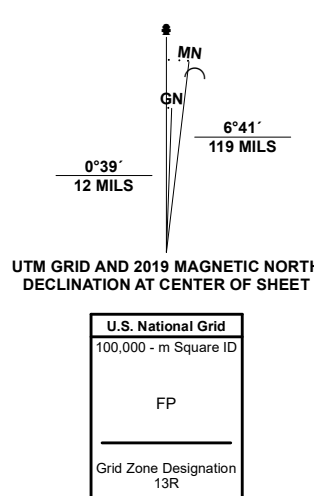 MN
GN
6°41´
119 MILS
0°39´
12 MILS
UTM GRID AND 2019 MAGNETIC NORTH
DECLINATION AT CENTER OF SHEET
U.S. National Grid
100,000 - m Square ID
FP
Grid Zone Designation
13R